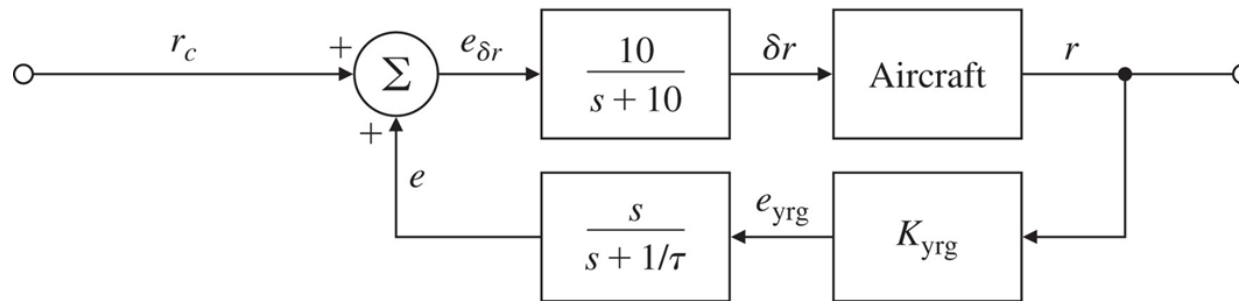 r_c
+
Σ
+
e_δr
10
s + 10
δr
Aircraft
r
e
s
s + 1/τ
e_yrg
K_yrg